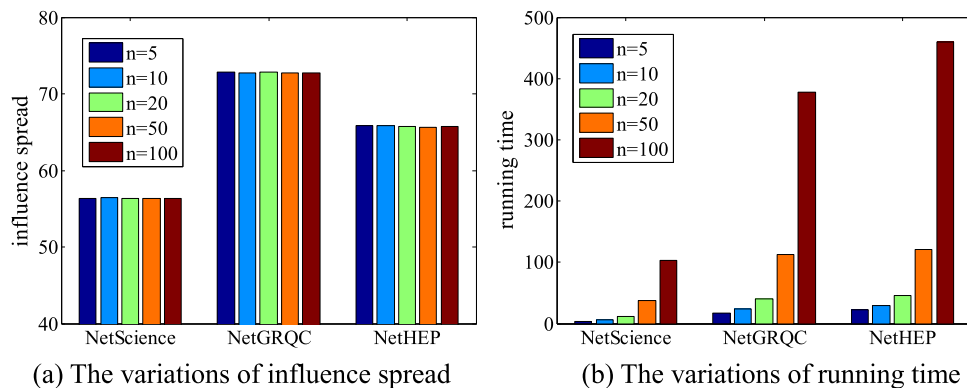 80
70
60
50
40
influence spread
n=5
n=10
n=20
n=50
n=100
NetScience
NetGRQC
NetHEP
(a) The variations of influence spread
500
400
300
200
100
0
running time
n=5
n=10
n=20
n=50
n=100
NetScience
NetGRQC
NetHEP
(b) The variations of running time